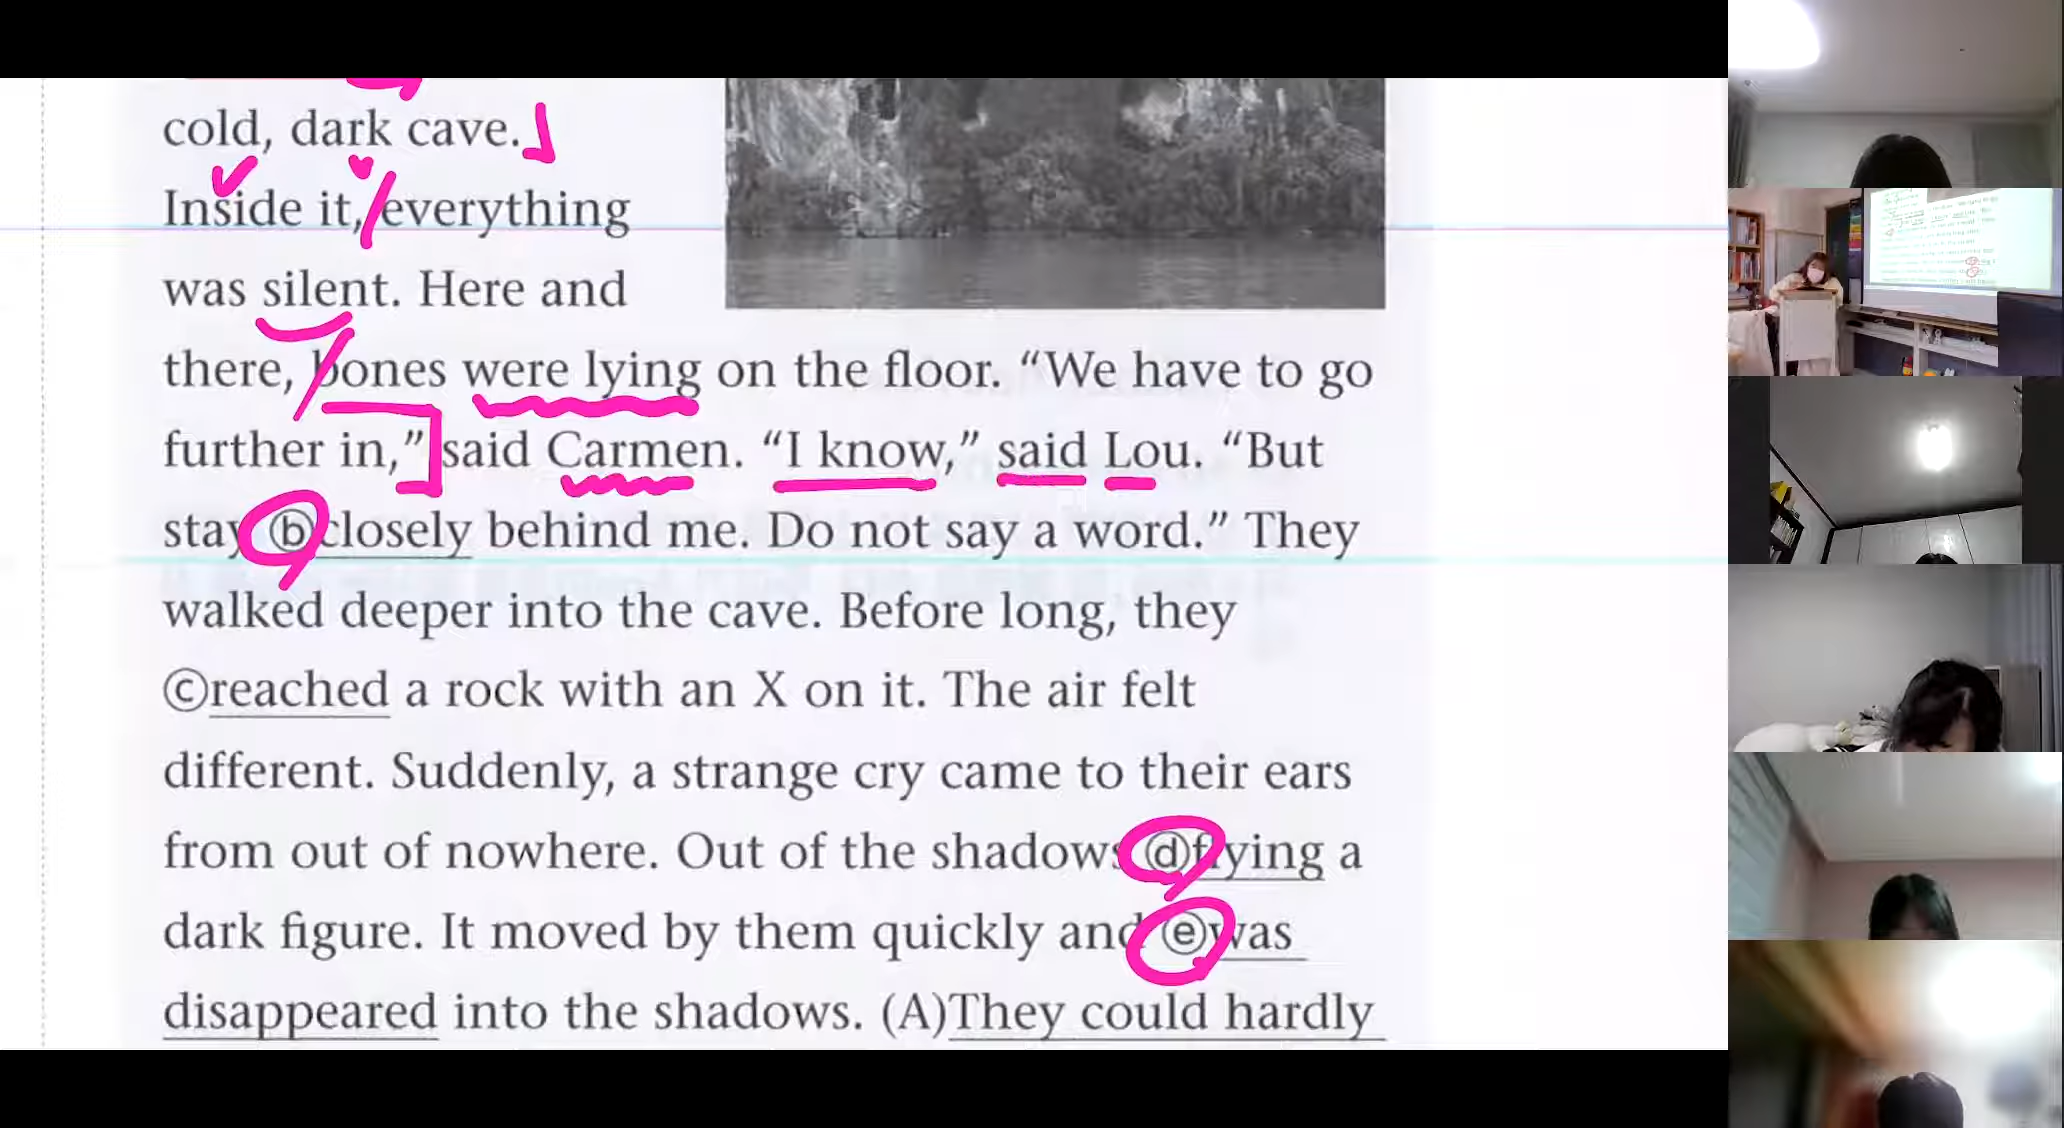 cold, dark cave.
Inside it, everything
was silent. Here and
there, bones were lying on the floor. “We have to go
further in,” said Carmen. “I know,” said Lou. “But
stay ⓑclosely behind me. Do not say a word.” They
walked deeper into the cave. Before long, they
ⓒreached a rock with an X on it. The air felt
different. Suddenly, a strange cry came to their ears
from out of nowhere. Out of the shadows ⓓflying a
dark figure. It moved by them quickly and ⓔwas
disappeared into the shadows. (A)They could hardly